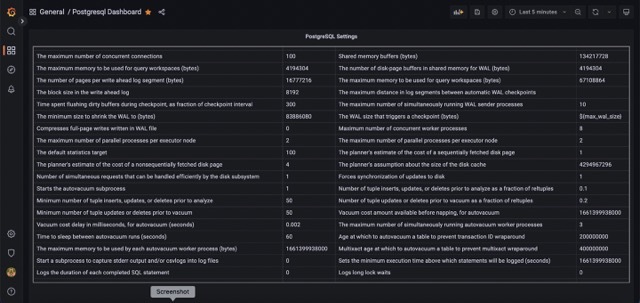 General / Postgresql Dashboard
Last 5 minutes
PostgreSQL Settings
The maximum number of concurrent connections 100 Shared memory buffers (bytes) 134217728
The maximum memory to be used for query workspaces (bytes) 4194304 The number of disk-page buffers in shared memory for WAL (bytes) 4194304
The number of pages per write ahead log segment (bytes) 16777216 The maximum memory to be used for query workspaces (bytes) 67108864
The block size in the write ahead log 8192 The maximum distance in log segments between automatic WAL checkpoints
Time spent flushing dirty buffers during checkpoint, as fraction of checkpoint interval 300 The maximum number of simultaneously running WAL sender processes 10
The minimum size to shrink the WAL to (bytes) 83886080 The WAL size that triggers a checkpoint (bytes) ${max_wal_size}
Compresses full-page writes written in WAL file 0 Maximum number of concurrent worker processes 8
The maximum number of parallel processes per executor node 2 The maximum number of parallel processes per executor node 2
The default statistics target 100 The planner's estimate of the cost of a sequentially fetched disk page 1
The planner's estimate of the cost of a nonsequentially fetched disk page 4 The planner's assumption about the size of the disk cache 4294967296
Number of simultaneous requests that can be handled efficiently by the disk subsystem 1 Forces synchronization of updates to disk 1
Starts the autovacuum subprocess 1 Number of tuple inserts, updates, or deletes prior to analyze as a fraction of reltuples 0.1
Minimum number of tuple inserts, updates, or deletes prior to analyze 50 Number of tuple updates or deletes prior to vacuum as a fraction of reltuples 0.2
Minimum number of tuple updates or deletes prior to vacuum 50 Vacuum cost amount available before napping, for autovacuum 1661399938000
Vacuum cost delay in milliseconds, for autovacuum (seconds) 0.002 The maximum number of simultaneously running autovacuum worker processes 3
Time to sleep between autovacuum runs (seconds) 60 Age at which to autovacuum a table to prevent transaction ID wraparound 200000000
The maximum memory to be used by each autovacuum worker process (bytes) 1661399938000 Multixact age at which to autovacuum a table to prevent multixact wraparound 400000000
Start a subprocess to capture stderr output and/or csvlogs into log files 0 Sets the minimum execution time above which statements will be logged (seconds) 1661399938000
Logs the duration of each completed SQL statement 0 Logs long lock waits 0
Screenshot